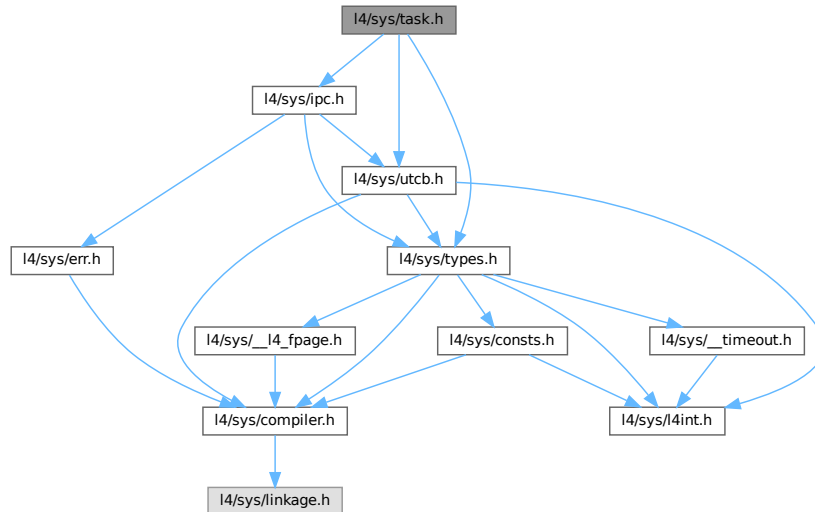 l4/sys/task.h
l4/sys/ipc.h
l4/sys/utcb.h
l4/sys/err.h
l4/sys/types.h
l4/sys/__l4_fpage.h
l4/sys/consts.h
l4/sys/__timeout.h
l4/sys/compiler.h
l4/sys/l4int.h
l4/sys/linkage.h